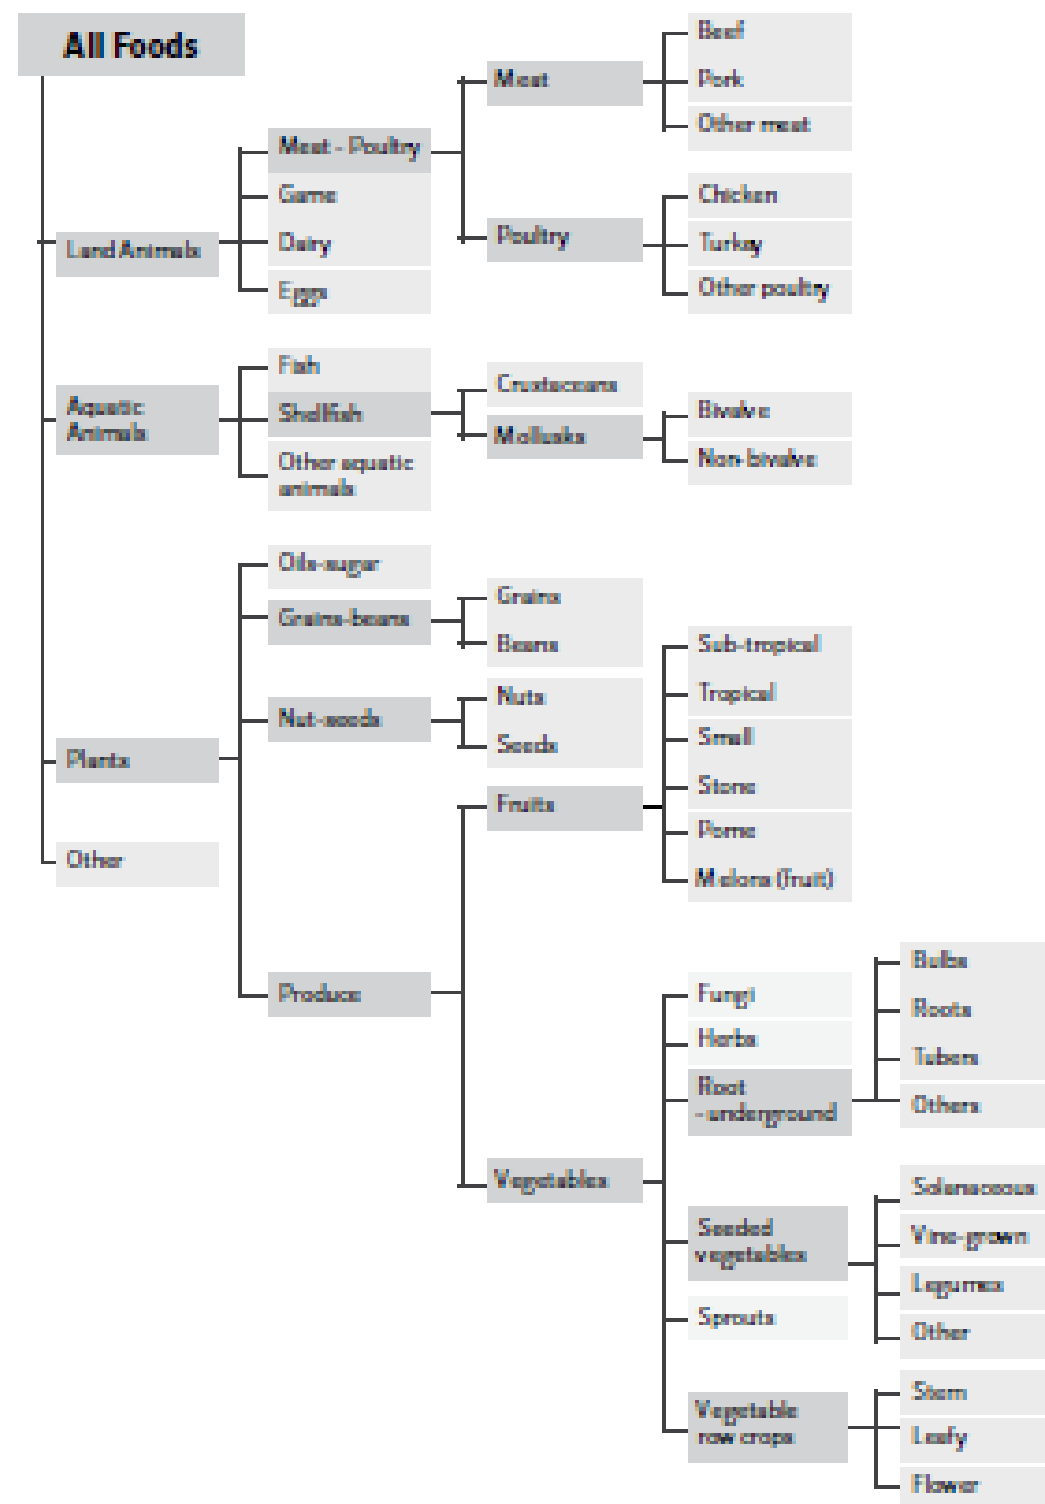 All Foods
Land Animals
Meat - Poultry
Game
Dairy
Eggs
Meat
Beef
Pork
Other meat
Poultry
Chicken
Turkey
Other poultry
Aquatic
Animals
Fish
Shellfish
Other aquatic
animals
Crustaceans
Mollusks
Bivalve
Non-bivalve
Plants
Oils-sugar
Grains-beans
Grains
Beans
Nut-seeds
Nuts
Seeds
Produce
Fruits
Sub-tropical
Tropical
Small
Stone
Pome
Melons (fruit)
Vegetables
Fungi
Herbs
Root
-underground
Bulbs
Roots
Tubers
Others
Seeded
vegetables
Solanaceous
Vine-grown
Legumes
Other
Sprouts
Vegetable
row crops
Stem
Leafy
Flower
Other